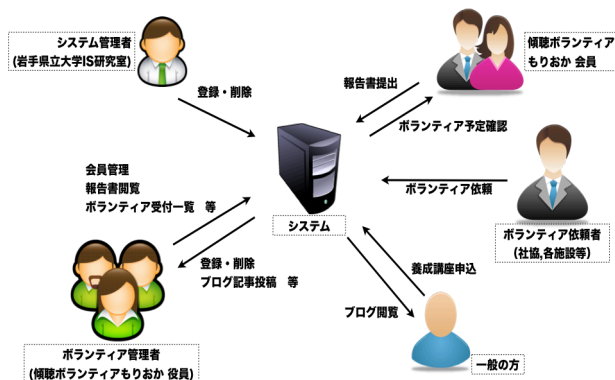 システム管理者
(岩手県立大学IS研究室)
登録・削除
傾聴ボランティア
もりおか 会員
報告書提出
ボランティア予定確認
会員管理
報告書閲覧
ボランティア受付一覧　等
システム
ボランティア依頼
ボランティア依頼者
(社協,各施設等)
登録・削除
ブログ記事投稿　等
養成講座申込
ブログ閲覧
ボランティア管理者
(傾聴ボランティアもりおか 役員)
一般の方